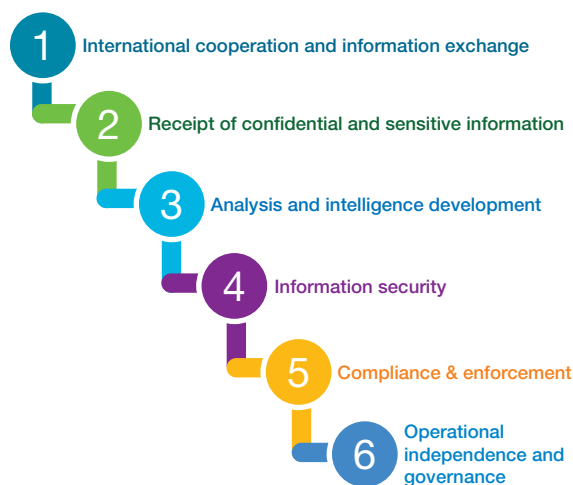 1 International cooperation and information exchange
2 Receipt of confidential and sensitive information
3 Analysis and intelligence development
4 Information security
5 Compliance & enforcement
6 Operational
independence and
governance